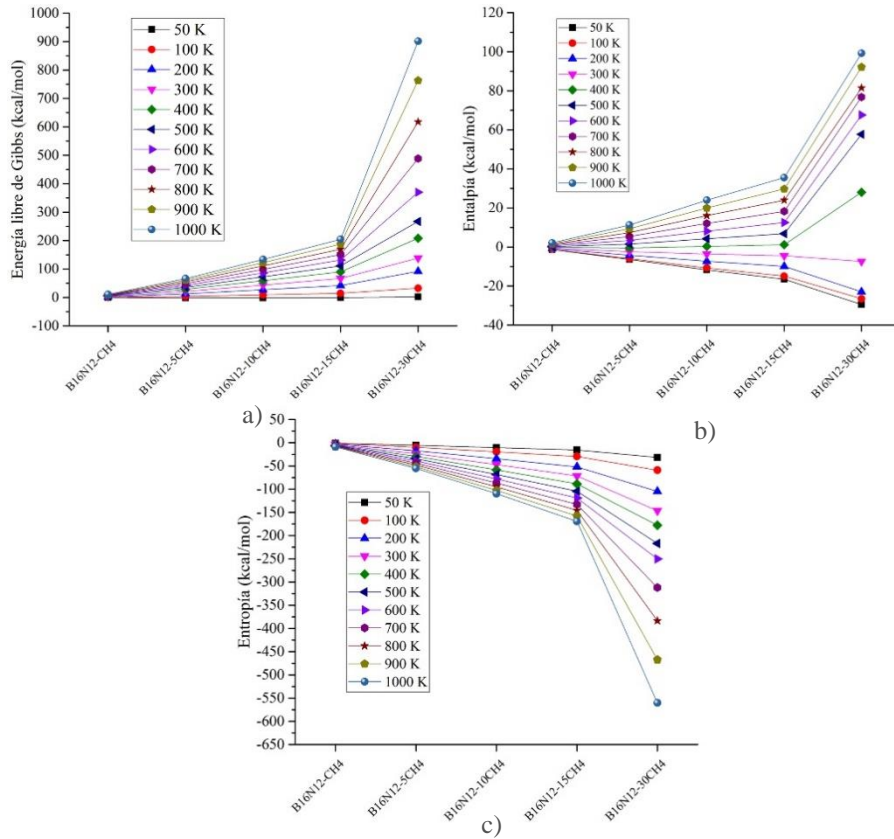 Energía libre de Gibbs (kcal/mol)
1000
900
800
700
600
500
400
300
200
100
0
-100
50 K
100 K
200 K
300 K
400 K
500 K
600 K
700 K
800 K
900 K
1000 K
B16N12-CH4
B16N12-5CH4
B16N12-10CH4
B16N12-15CH4
B16N12-30CH4
a)
Entalpía (kcal/mol)
120
100
80
60
40
20
0
-20
-40
50 K
100 K
200 K
300 K
400 K
500 K
600 K
700 K
800 K
900 K
1000 K
B16N12-CH4
B16N12-5CH4
B16N12-10CH4
B16N12-15CH4
B16N12-30CH4
b)
Entropía (kcal/mol)
50
0
-50
-100
-150
-200
-250
-300
-350
-400
-450
-500
-550
-600
-650
50 K
100 K
200 K
300 K
400 K
500 K
600 K
700 K
800 K
900 K
1000 K
B16N12-CH4
B16N12-5CH4
B16N12-10CH4
B16N12-15CH4
B16N12-30CH4
c)